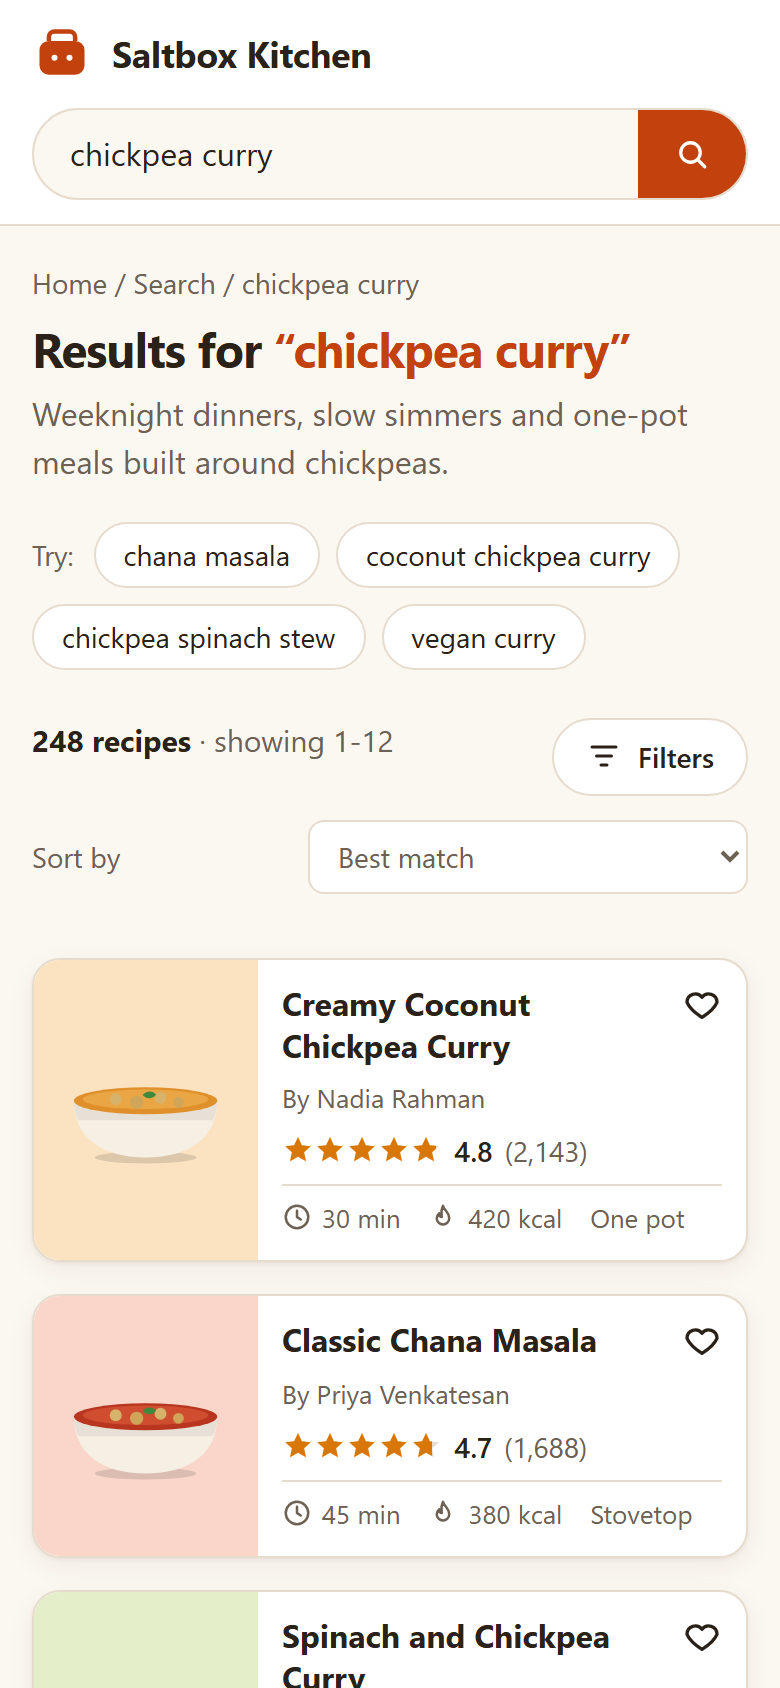 Saltbox Kitchen
chickpea curry
Home / Search / chickpea curry
Results for “chickpea curry”
Weeknight dinners, slow simmers and one-pot
meals built around chickpeas.
Try: chana masala coconut chickpea curry
chickpea spinach stew vegan curry
248 recipes · showing 1-12 Filters
Sort by Best match
Creamy Coconut
Chickpea Curry
By Nadia Rahman
4.8 (2,143)
30 min 420 kcal One pot
Classic Chana Masala
By Priya Venkatesan
4.7 (1,688)
45 min 380 kcal Stovetop
Spinach and Chickpea
Curry